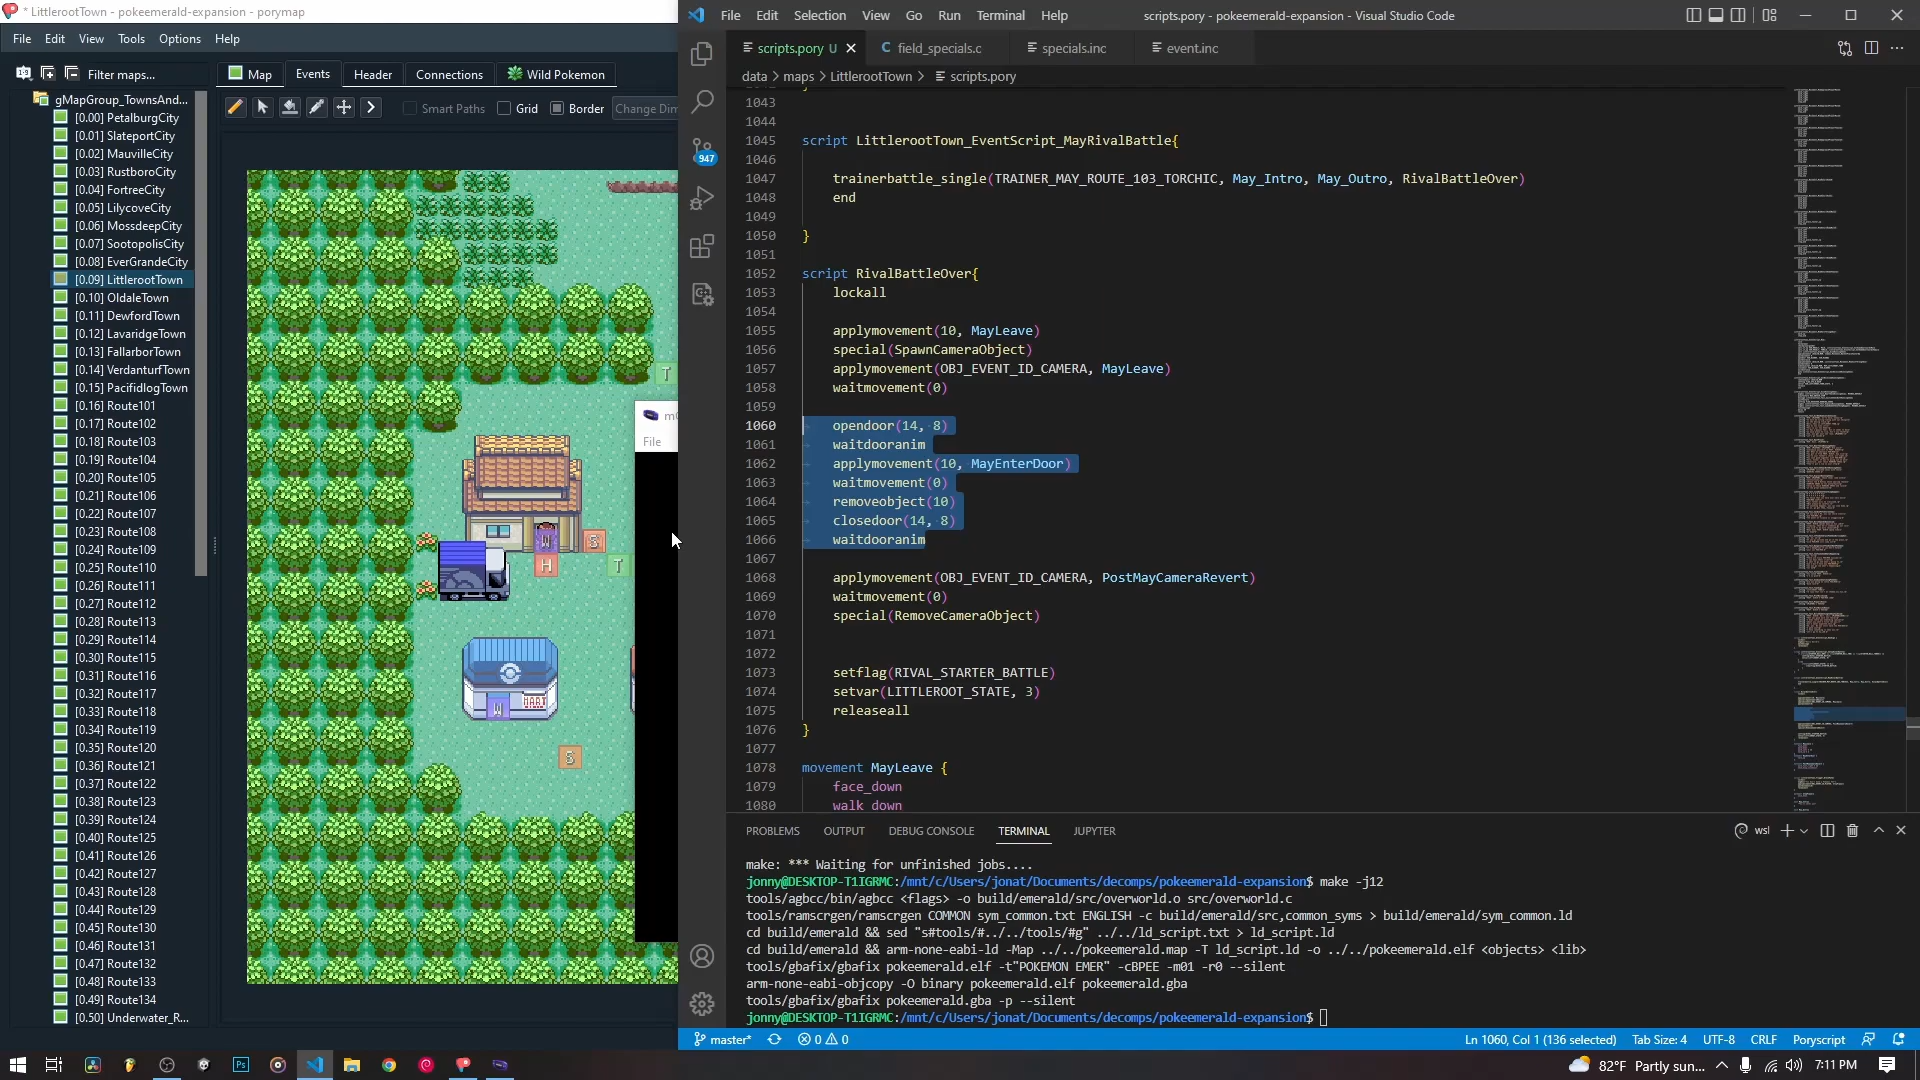 * LittlerootTown - pokeemerald-expansion - porymap
File Edit View Tools Options Help
Filter maps...
Map Events Header Connections Wild Pokemon
Smart Paths Grid Border Change Dim
gMapGroup_TownsAnd...
[0.00] PetalburgCity
[0.01] SlateportCity
[0.02] MauvilleCity
[0.03] RustboroCity
[0.04] FortreeCity
[0.05] LilycoveCity
[0.06] MossdeepCity
[0.07] SootopolisCity
[0.08] EverGrandeCity
[0.09] LittlerootTown
[0.10] OldaleTown
[0.11] DewfordTown
[0.12] LavaridgeTown
[0.13] FallarborTown
[0.14] VerdanturfTown
[0.15] PacifidlogTown
[0.16] Route101
[0.17] Route102
[0.18] Route103
[0.19] Route104
[0.20] Route105
[0.21] Route106
[0.22] Route107
[0.23] Route108
[0.24] Route109
[0.25] Route110
[0.26] Route111
[0.27] Route112
[0.28] Route113
[0.29] Route114
[0.30] Route115
[0.31] Route116
[0.32] Route117
[0.33] Route118
[0.34] Route119
[0.35] Route120
[0.36] Route121
[0.37] Route122
[0.38] Route123
[0.39] Route124
[0.40] Route125
[0.41] Route126
[0.42] Route127
[0.43] Route128
[0.44] Route129
[0.45] Route130
[0.46] Route131
[0.47] Route132
[0.48] Route133
[0.49] Route134
[0.50] Underwater_R...
T
W S
H T
W MART
S
File
File Edit Selection View Go Run Terminal Help
scripts.pory - pokeemerald-expansion - Visual Studio Code
scripts.pory U field_specials.c specials.inc event.inc
data > maps > LittlerootTown > scripts.pory
947
1043
1044
1045 script LittlerootTown_EventScript_MayRivalBattle{
1046
1047 trainerbattle_single(TRAINER_MAY_ROUTE_103_TORCHIC, May_Intro, May_Outro, RivalBattleOver)
1048 end
1049
1050 }
1051
1052 script RivalBattleOver{
1053 lockall
1054
1055 applymovement(10, MayLeave)
1056 special(SpawnCameraObject)
1057 applymovement(OBJ_EVENT_ID_CAMERA, MayLeave)
1058 waitmovement(0)
1059
1060 opendoor(14, 8)
1061 waitdooranim
1062 applymovement(10, MayEnterDoor)
1063 waitmovement(0)
1064 removeobject(10)
1065 closedoor(14, 8)
1066 waitdooranim
1067
1068 applymovement(OBJ_EVENT_ID_CAMERA, PostMayCameraRevert)
1069 waitmovement(0)
1070 special(RemoveCameraObject)
1071
1072
1073 setflag(RIVAL_STARTER_BATTLE)
1074 setvar(LITTLEROOT_STATE, 3)
1075 releaseall
1076 }
1077
1078 movement MayLeave {
1079 face_down
1080 walk_down
PROBLEMS OUTPUT DEBUG CONSOLE TERMINAL JUPYTER
wsl
make: *** Waiting for unfinished jobs....
jonny@DESKTOP-T1IGRMC:/mnt/c/Users/jonat/Documents/decomps/pokeemerald-expansion$ make -j12
tools/agbcc/bin/agbcc <flags> -o build/emerald/src/overworld.o src/overworld.c
tools/ramscrgen/ramscrgen COMMON sym_common.txt ENGLISH -c build/emerald/src,common_syms > build/emerald/sym_common.ld
cd build/emerald && sed "s#tools/#../../tools/#g" ../../ld_script.txt > ld_script.ld
cd build/emerald && arm-none-eabi-ld -Map ../../pokeemerald.map -T ld_script.ld -o ../../pokeemerald.elf <objects> <lib>
tools/gbafix/gbafix pokeemerald.elf -t"POKEMON EMER" -cBPEE -m01 -r0 --silent
arm-none-eabi-objcopy -O binary pokeemerald.elf pokeemerald.gba
tools/gbafix/gbafix pokeemerald.gba -p --silent
jonny@DESKTOP-T1IGRMC:/mnt/c/Users/jonat/Documents/decomps/pokeemerald-expansion$
master* 0 0 Ln 1060, Col 1 (136 selected) Tab Size: 4 UTF-8 CRLF Poryscript
Ps 82°F Partly sun... 7:11 PM